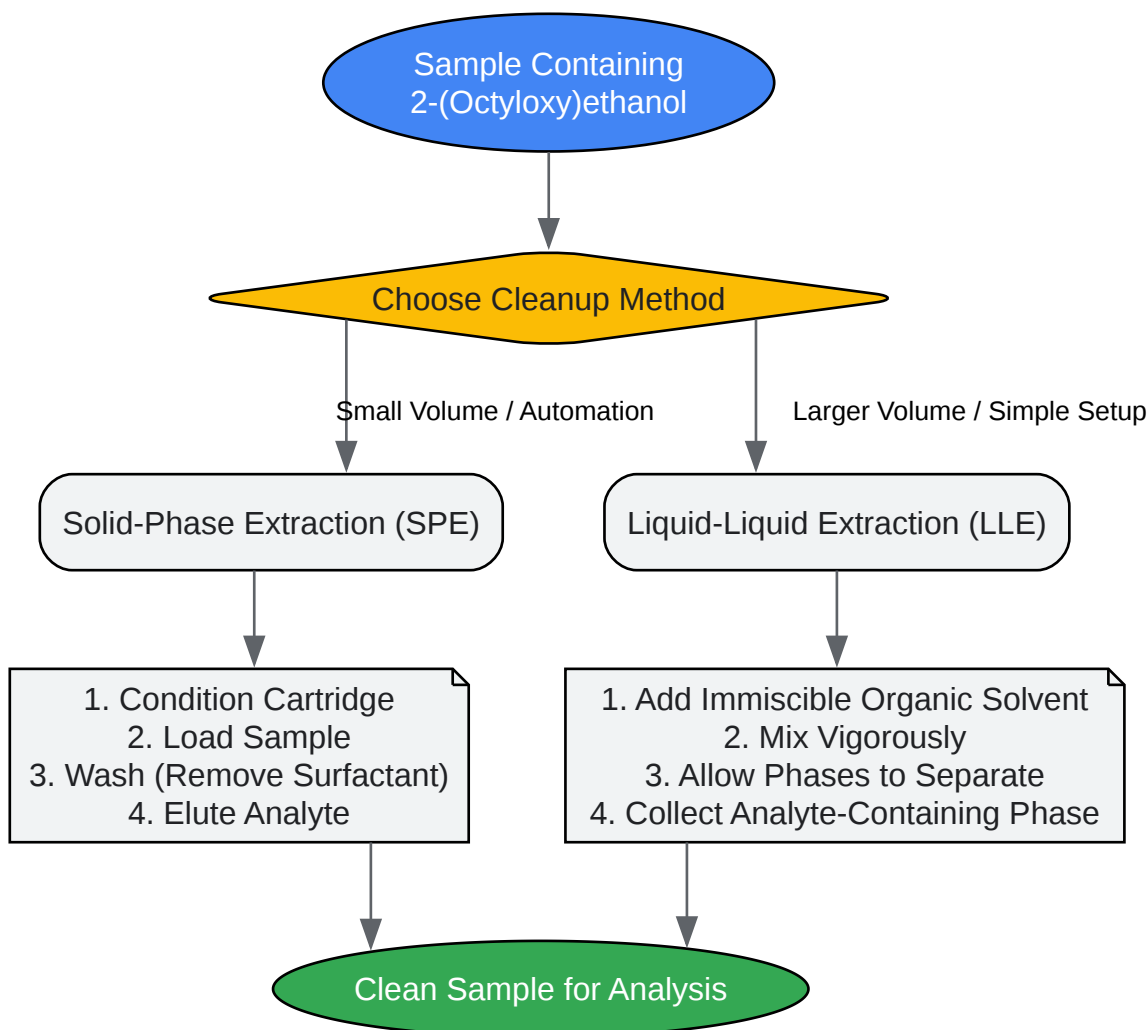 Sample Containing
2-(Octyloxy)ethanol
Choose Cleanup Method
Small Volume / Automation
Larger Volume / Simple Setup
Solid-Phase Extraction (SPE)
Liquid-Liquid Extraction (LLE)
1. Condition Cartridge
2. Load Sample
3. Wash (Remove Surfactant)
4. Elute Analyte
1. Add Immiscible Organic Solvent
2. Mix Vigorously
3. Allow Phases to Separate
4. Collect Analyte-Containing Phase
Clean Sample for Analysis